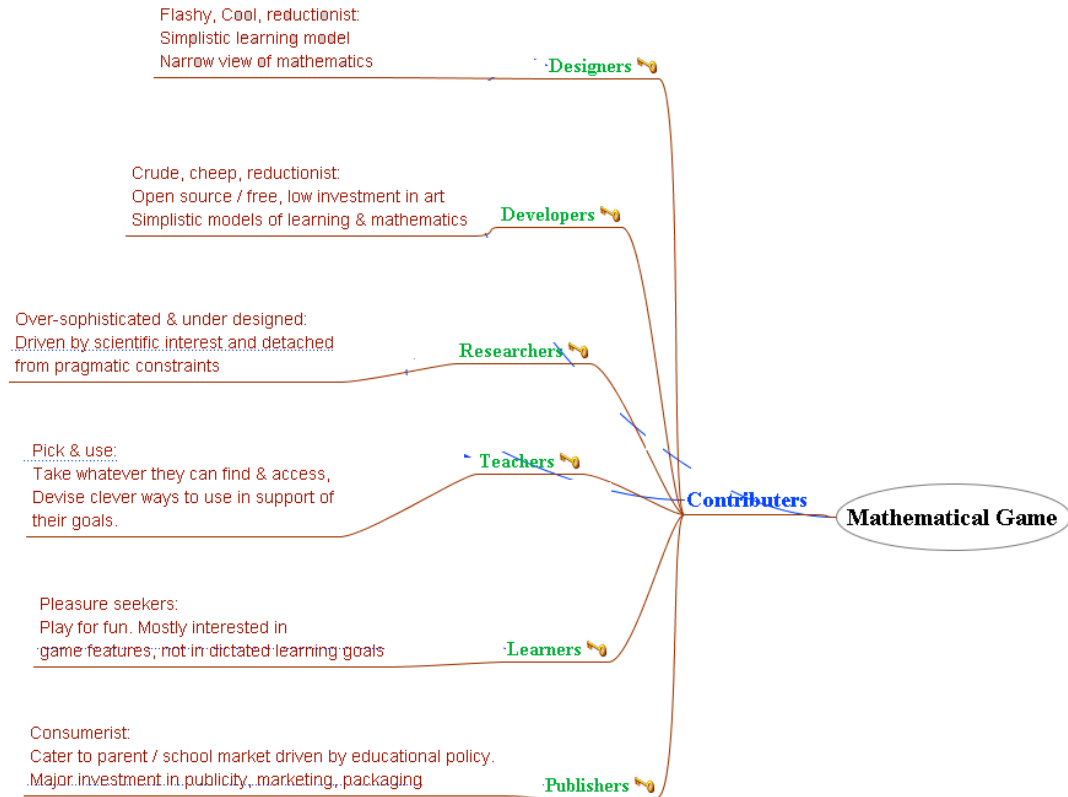 Flashy, Cool, reductionist:
Simplistic learning model
Narrow view of mathematics
Designers
Crude, cheep, reductionist:
Open source / free, low investment in art
Simplistic models of learning & mathematics
Developers
Over-sophisticated & under designed:
Driven by scientific interest and detached
from pragmatic constraints
Researchers
Pick & use:
Take whatever they can find & access,
Devise clever ways to use in support of
their goals.
Teachers
Contributers
Mathematical Game
Pleasure seekers:
Play for fun. Mostly interested in
game features, not in dictated learning goals
Learners
Consumerist:
Cater to parent / school market driven by educational policy.
Major investment in publicity, marketing, packaging
Publishers